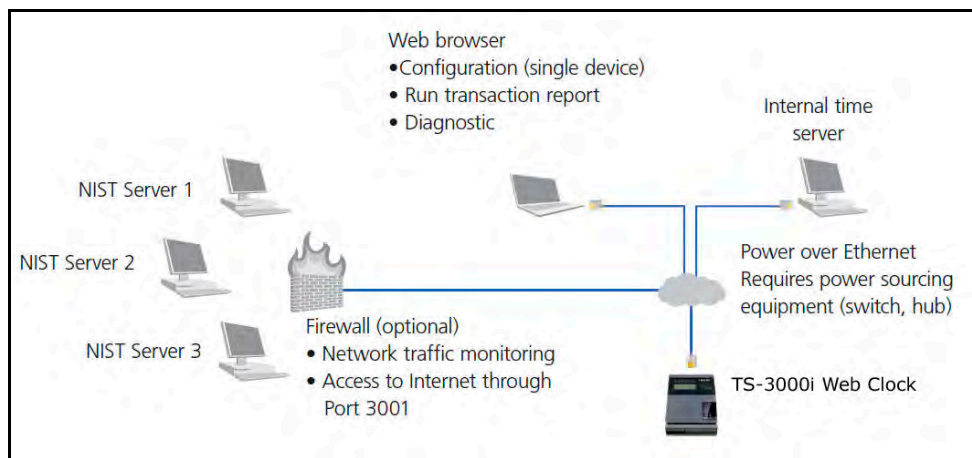 Web browser
•Configuration (single device)
• Run transaction report
• Diagnostic
Internal time
server
NIST Server 1
NIST Server 2
NIST Server 3
Firewall (optional)
• Network traffic monitoring
• Access to Internet through
Port 3001
Power over Ethernet
Requires power sourcing
equipment (switch, hub)
TS-3000i Web Clock